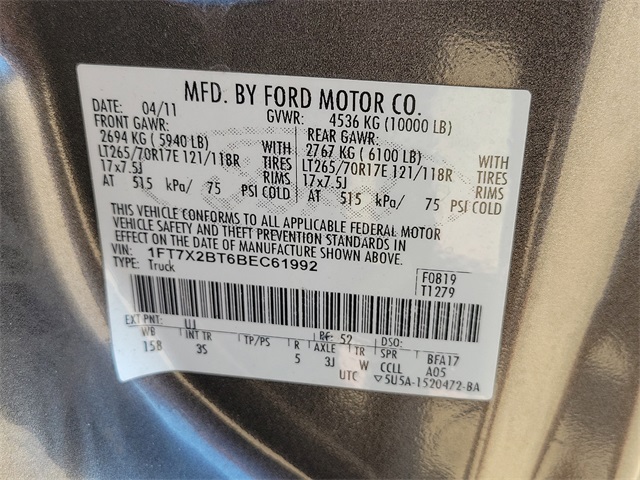 MFD. BY FORD MOTOR CO.
DATE: 04/11 GVWR: 4536 KG (10000 LB)
FRONT GAWR: REAR GAWR:
2694 KG ( 5940 LB) WITH 2767 KG ( 6100 LB) WITH
LT265/70R17E 121/118R TIRES LT265/70R17E 121/118R TIRES
17x7.5J RIMS 17x7.5J RIMS
AT 515 kPa/ 75 PSI COLD AT 515 kPa/ 75 PSI COLD
THIS VEHICLE CONFORMS TO ALL APPLICABLE FEDERAL MOTOR
VEHICLE SAFETY AND THEFT PREVENTION STANDARDS IN
EFFECT ON THE DATE OF MANUFACTURE SHOWN ABOVE.
VIN: 1FT7X2BT6BEC61992 F0819
TYPE: Truck T1279
EXT PNT: UJ RC: 52 DSO:
WB INT TR TP/PS R AXLE TR SPR BFA17
158 3S 5 3J W CCLL A05
UTC ▽5U5A-1520472-BA